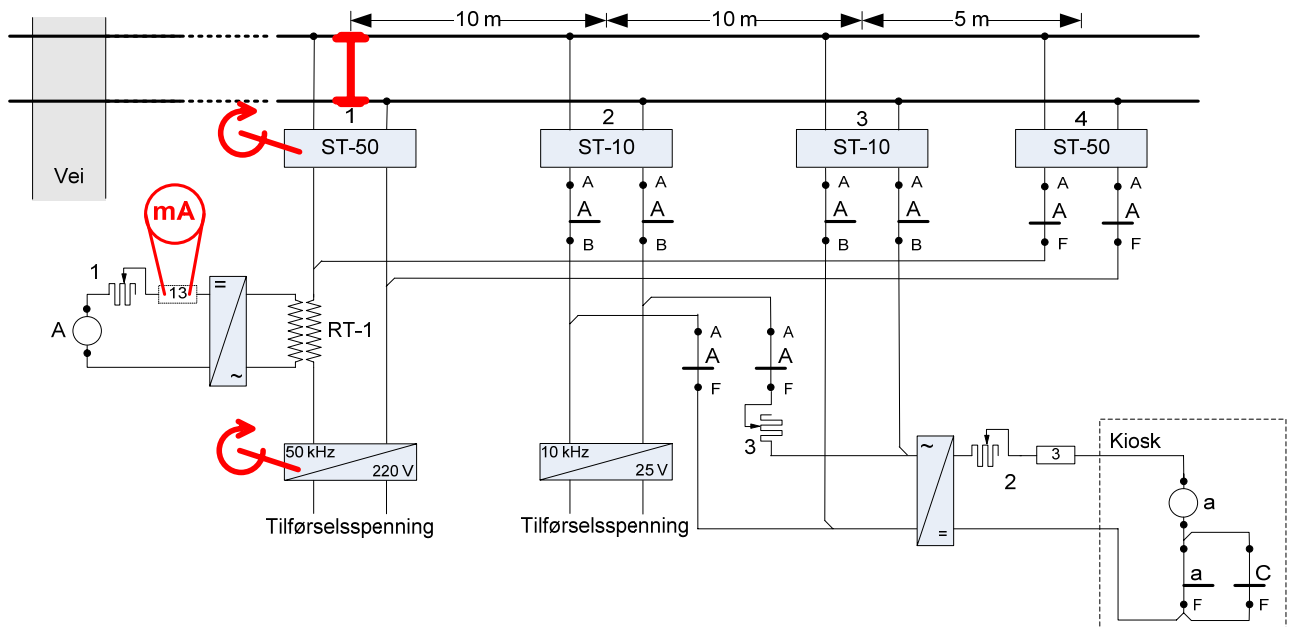 10 m 10 m 5 m
1 2 3 4
ST-50 ST-10 ST-10 ST-50
Vei
A A A A A A
A A A A A A
B B B B F F
mA
1
13
=
~
A
RT-1
A A
A A
F F
3
50 kHz
220 V
10 kHz
25 V
Tilførselsspenning Tilførselsspenning
~
=
2
3
Kiosk
a
a C
F F